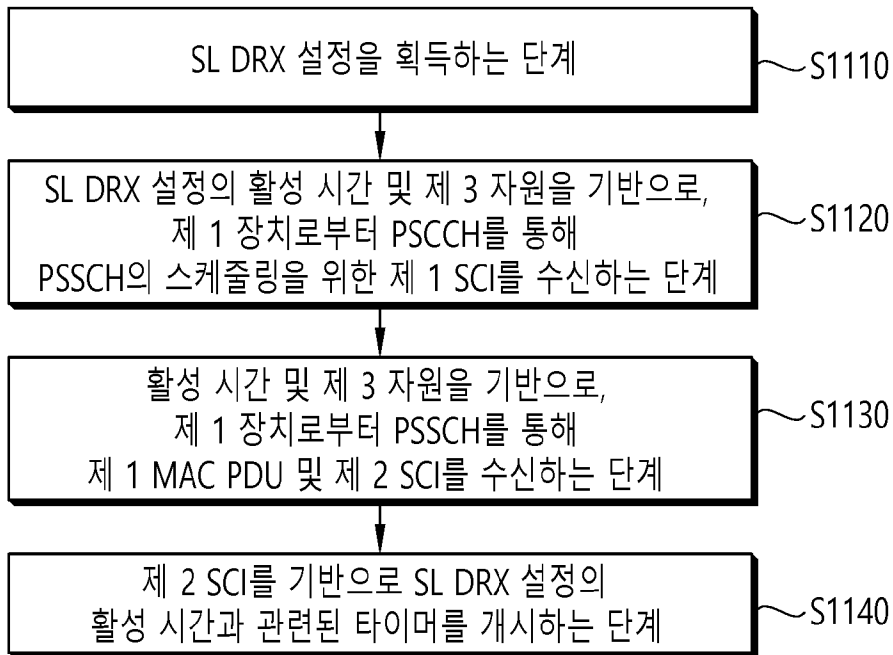 SL DRX 설정을 획득하는 단계
S1110
SL DRX 설정의 활성 시간 및 제 3 자원을 기반으로,
제 1 장치로부터 PSCCH를 통해
PSSCH의 스케줄링을 위한 제 1 SCI를 수신하는 단계
S1120
활성 시간 및 제 3 자원을 기반으로,
제 1 장치로부터 PSSCH를 통해
제 1 MAC PDU 및 제 2 SCI를 수신하는 단계
S1130
제 2 SCI를 기반으로 SL DRX 설정의
활성 시간과 관련된 타이머를 개시하는 단계
S1140